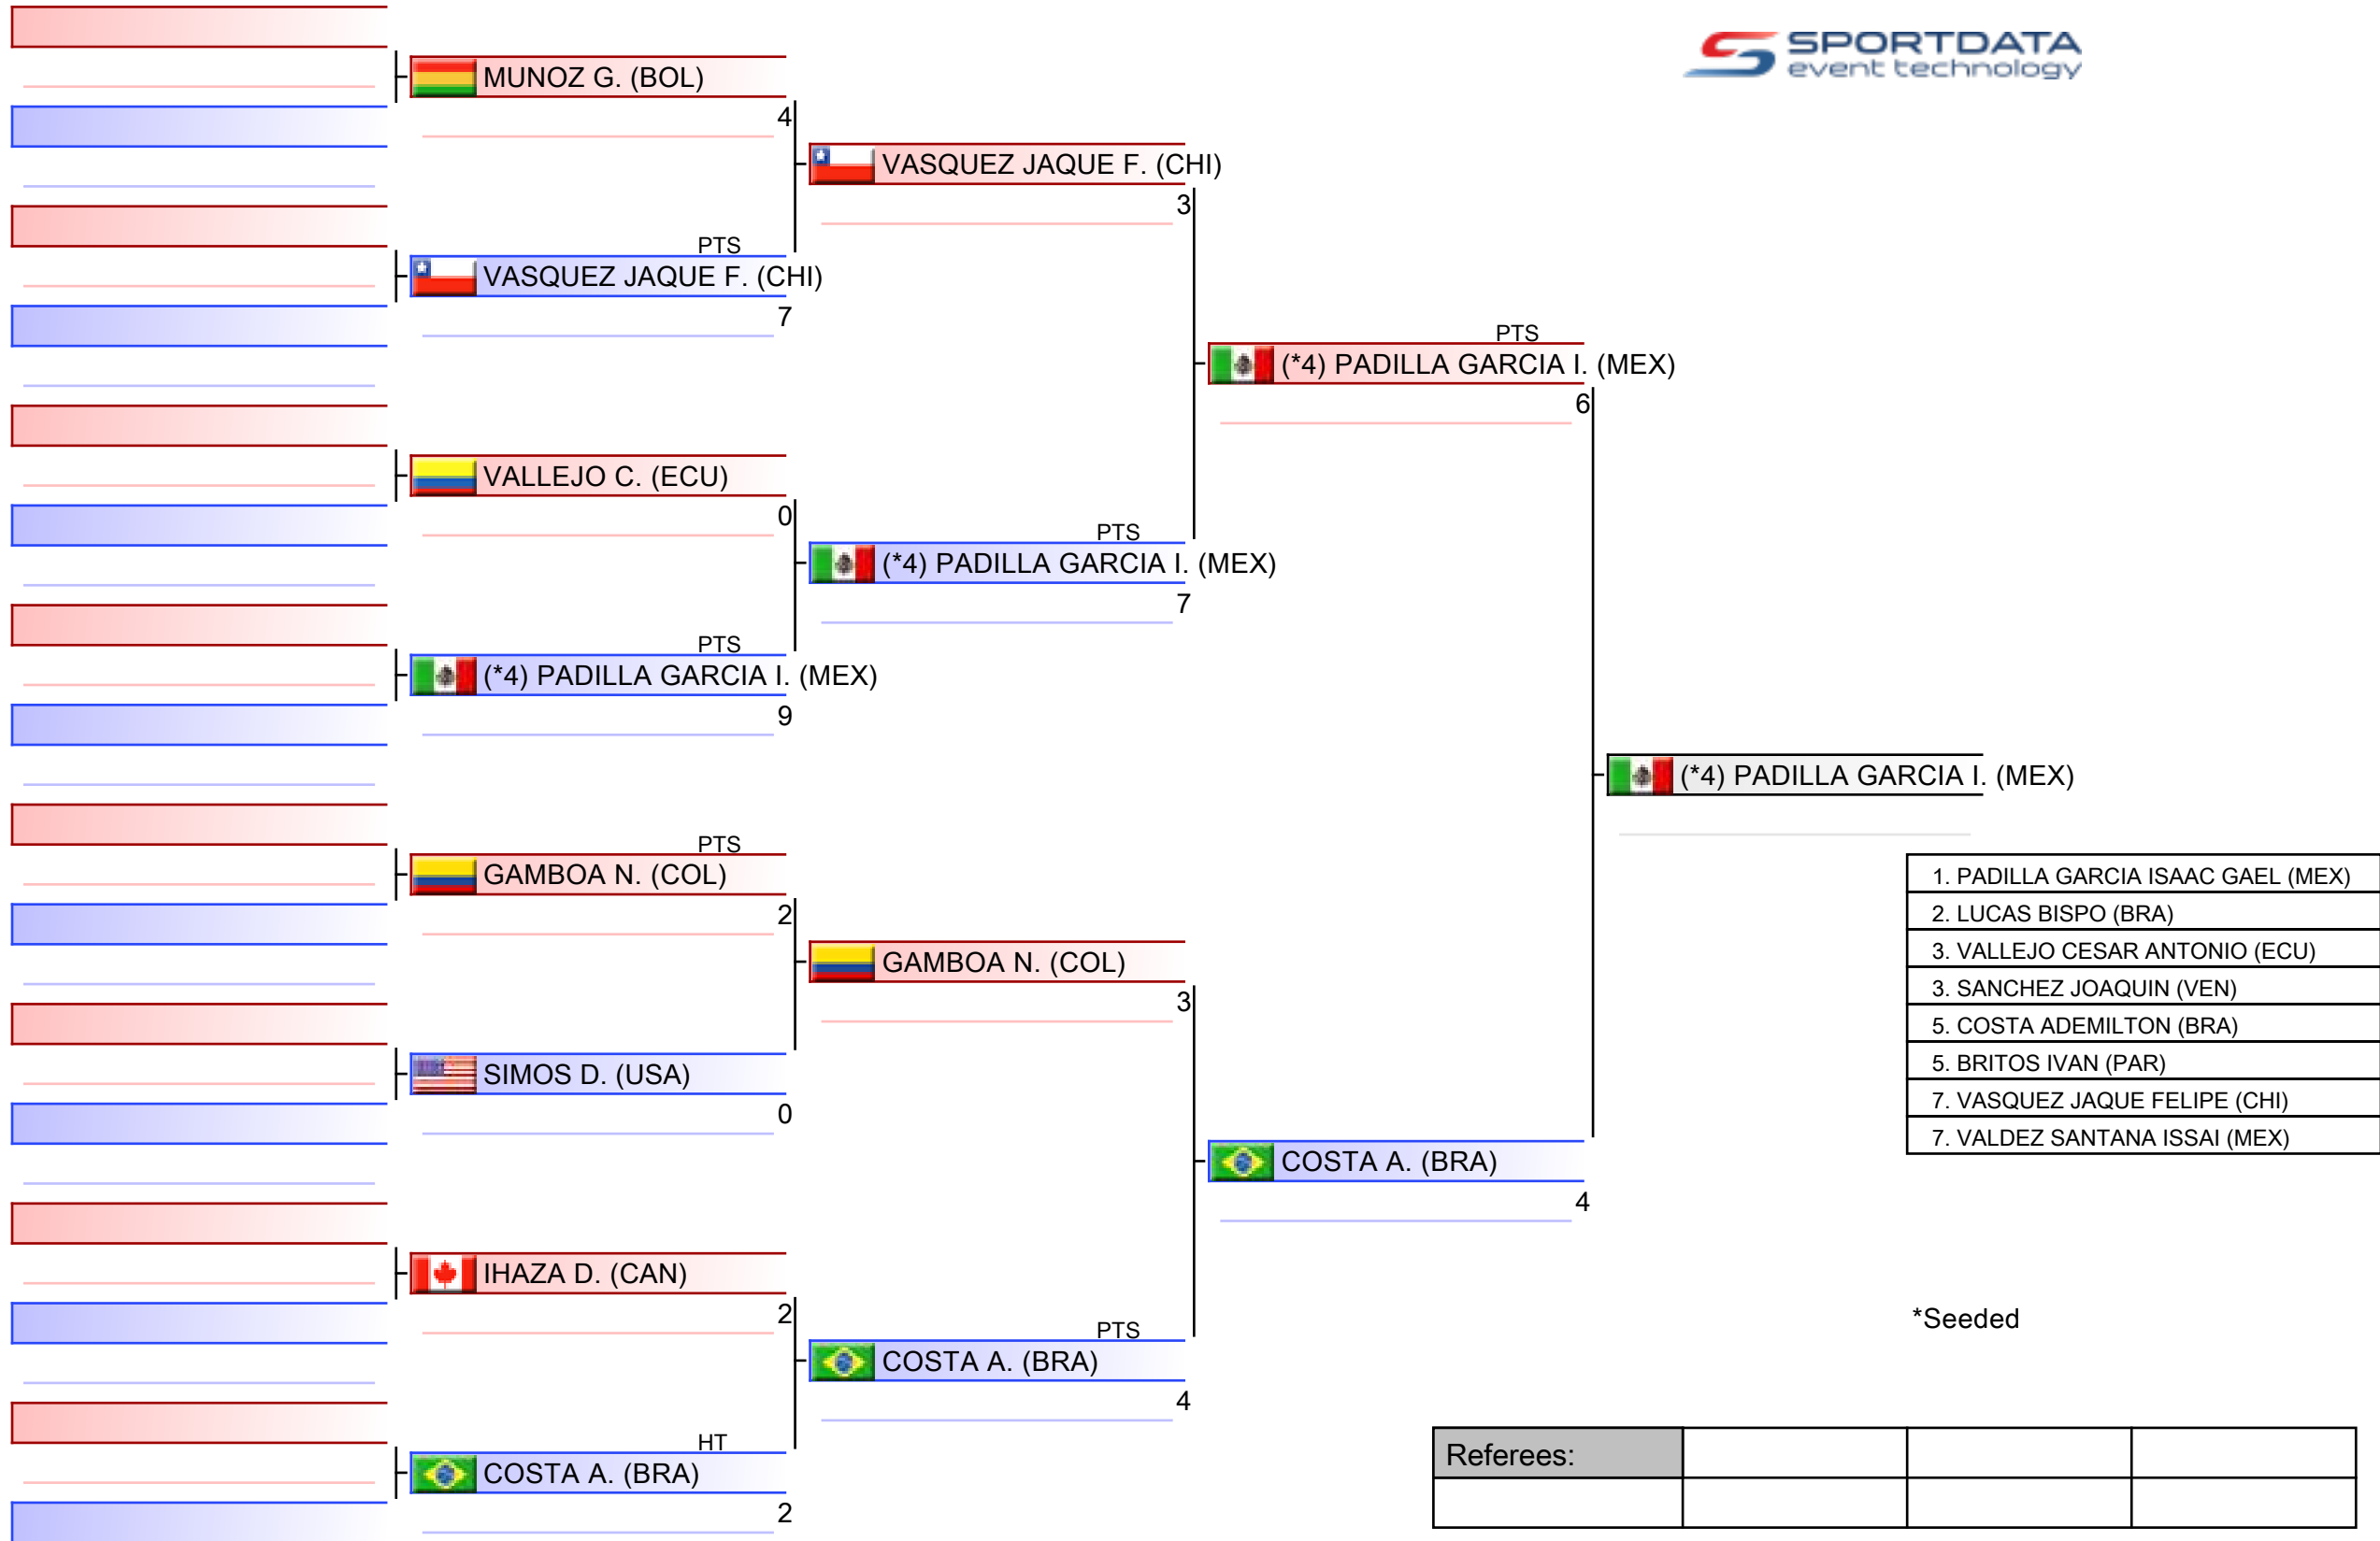 SPORTDATA
event technology
MUNOZ G. (BOL)
4
VASQUEZ JAQUE F. (CHI)
3
PTS
VASQUEZ JAQUE F. (CHI)
7
PTS
(*4) PADILLA GARCIA I. (MEX)
6
VALLEJO C. (ECU)
0
PTS
(*4) PADILLA GARCIA I. (MEX)
7
PTS
(*4) PADILLA GARCIA I. (MEX)
9
(*4) PADILLA GARCIA I. (MEX)
PTS
GAMBOA N. (COL)
2
GAMBOA N. (COL)
3
SIMOS D. (USA)
0
COSTA A. (BRA)
4
IHAZA D. (CAN)
2
PTS
COSTA A. (BRA)
4
HT
COSTA A. (BRA)
2
1. PADILLA GARCIA ISAAC GAEL (MEX)
2. LUCAS BISPO (BRA)
3. VALLEJO CESAR ANTONIO (ECU)
3. SANCHEZ JOAQUIN (VEN)
5. COSTA ADEMILTON (BRA)
5. BRITOS IVAN (PAR)
7. VASQUEZ JAQUE FELIPE (CHI)
7. VALDEZ SANTANA ISSAI (MEX)
*Seeded
Referees: